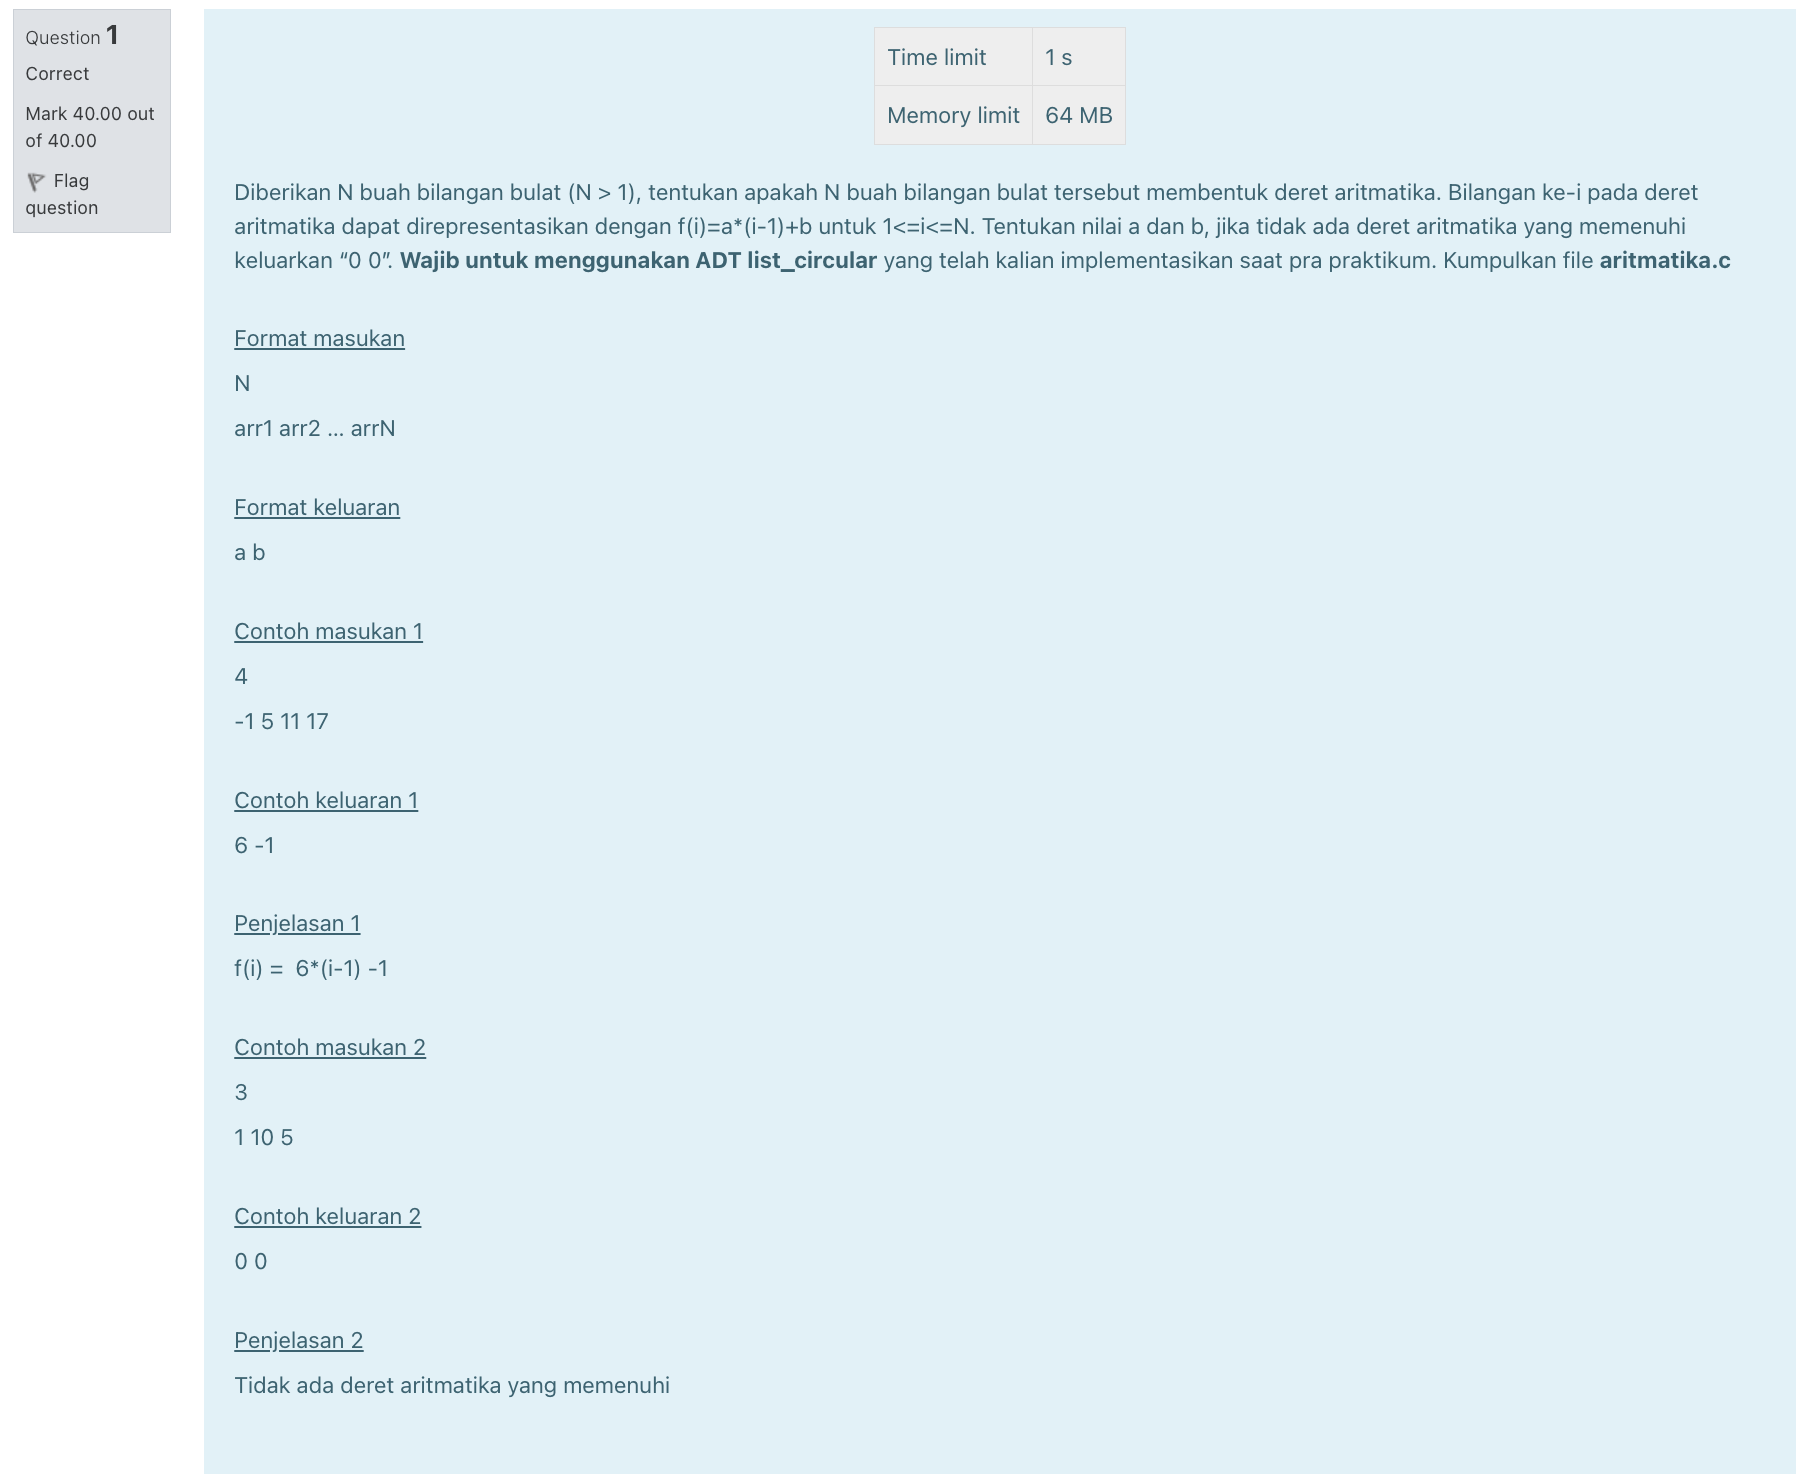 Question 1
Correct
Mark 40.00 out
of 40.00
Flag
question
Time limit 1 s
Memory limit 64 MB
Diberikan N buah bilangan bulat (N > 1), tentukan apakah N buah bilangan bulat tersebut membentuk deret aritmatika. Bilangan ke-i pada deret
aritmatika dapat direpresentasikan dengan f(i)=a*(i-1)+b untuk 1<=i<=N. Tentukan nilai a dan b, jika tidak ada deret aritmatika yang memenuhi
keluarkan “0 0”. Wajib untuk menggunakan ADT list_circular yang telah kalian implementasikan saat pra praktikum. Kumpulkan file aritmatika.c
Format masukan
N
arr1 arr2 ... arrN
Format keluaran
a b
Contoh masukan 1
4
-1 5 11 17
Contoh keluaran 1
6 -1
Penjelasan 1
f(i) =  6*(i-1) -1
Contoh masukan 2
3
1 10 5
Contoh keluaran 2
0 0
Penjelasan 2
Tidak ada deret aritmatika yang memenuhi